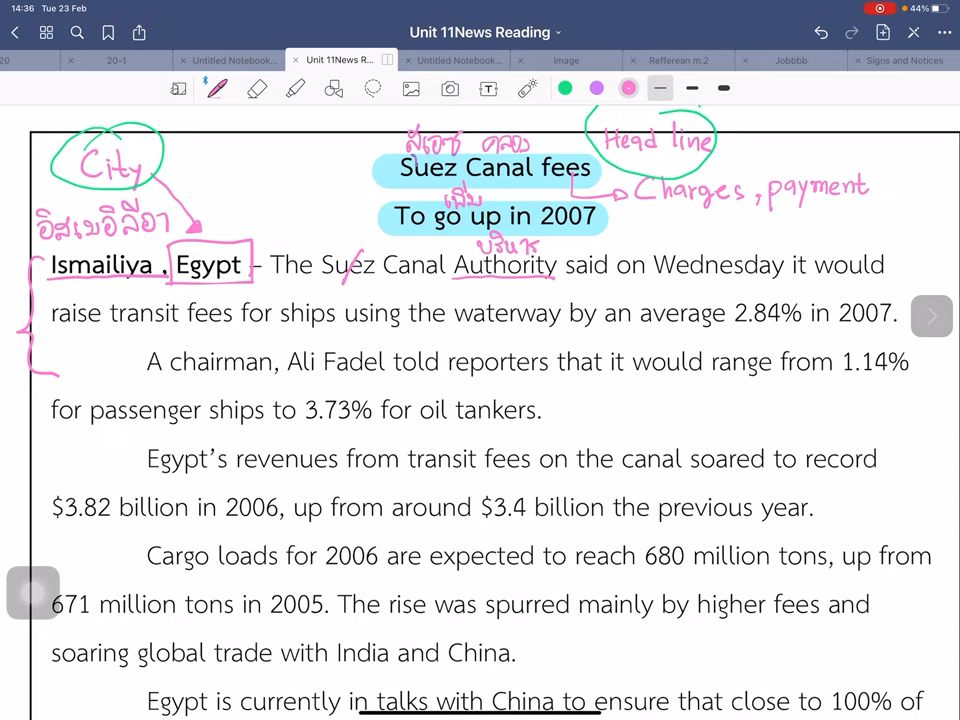 14:36 Tue 23 Feb
44%
Unit 11News Reading
20
20-1
Untitled Notebook...
Unit 11News R...
Untitled Notebook...
Image
Refferean m.2
Jobbbb
Signs and Notices
Head line
City
สุเอซ คลอง
Suez Canal fees
Charges, payment
เพิ่ม
To go up in 2007
อิสเมอิลีอา
บริหาร
Ismailiya , Egypt – The Suez Canal Authority said on Wednesday it would
raise transit fees for ships using the waterway by an average 2.84% in 2007.
A chairman, Ali Fadel told reporters that it would range from 1.14%
for passenger ships to 3.73% for oil tankers.
Egypt’s revenues from transit fees on the canal soared to record
$3.82 billion in 2006, up from around $3.4 billion the previous year.
Cargo loads for 2006 are expected to reach 680 million tons, up from
671 million tons in 2005. The rise was spurred mainly by higher fees and
soaring global trade with India and China.
Egypt is currently in talks with China to ensure that close to 100% of